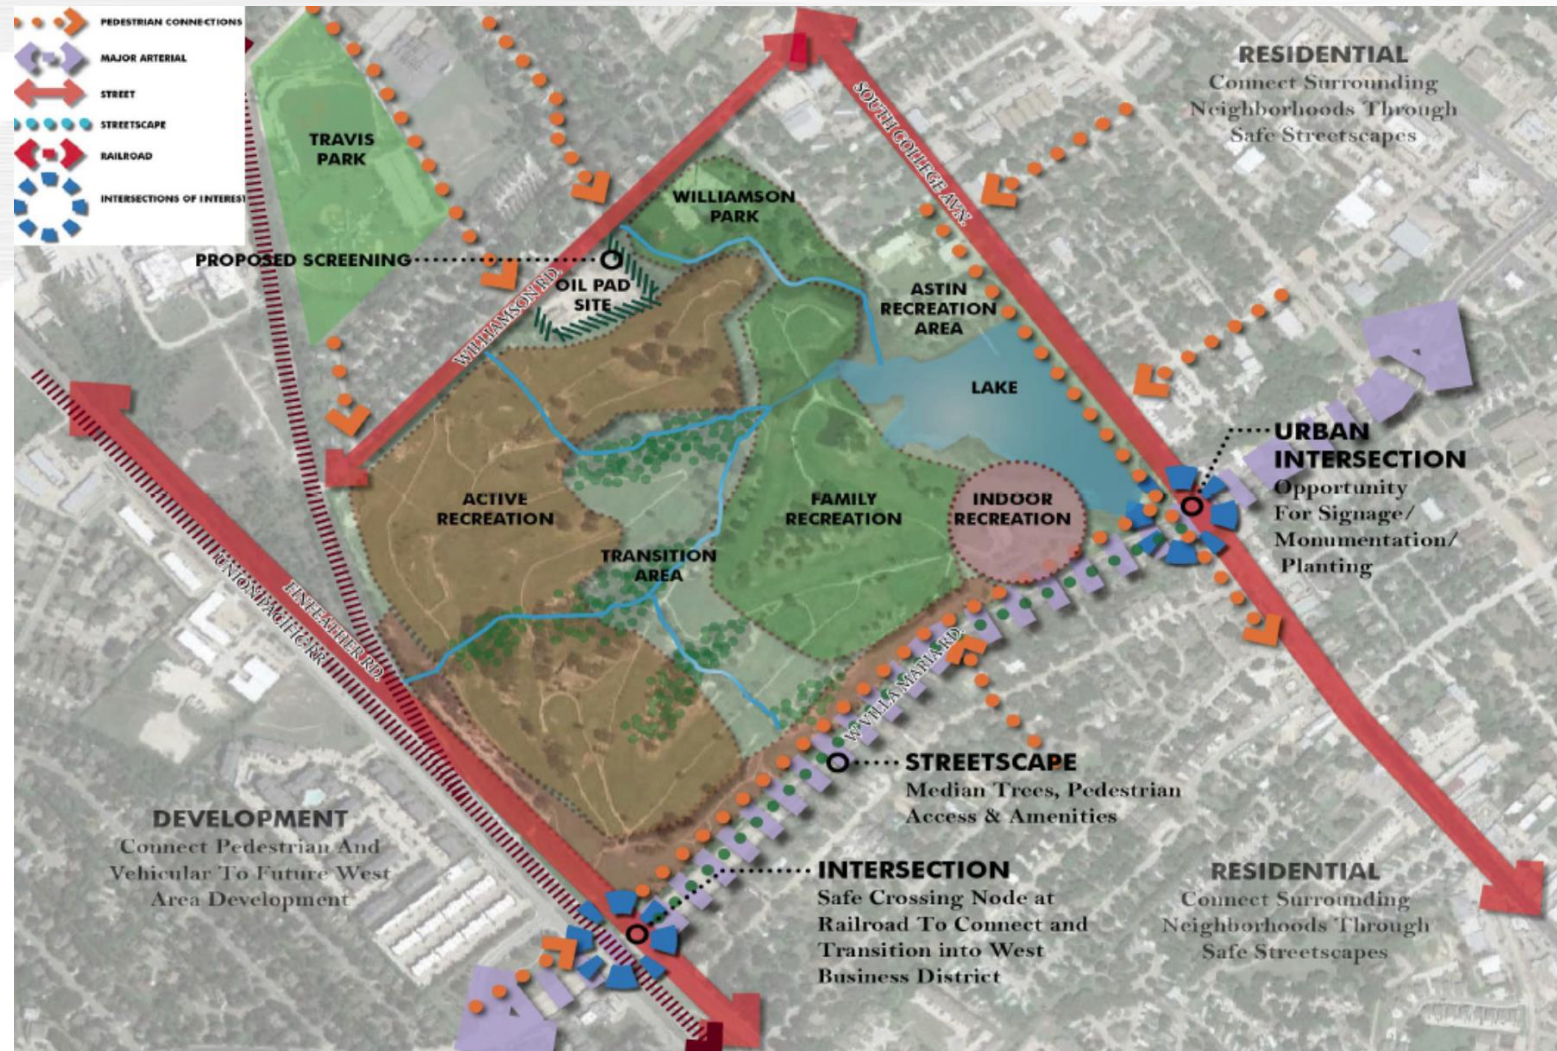 PEDESTRIAN CONNECTIONS
MAJOR ARTERIAL
STREET
STREETSCAPE
RAILROAD
INTERSECTIONS OF INTEREST
TRAVIS
PARK
RESIDENTIAL
Connect Surrounding
Neighborhoods Through
Safe Streetscapes
SOUTH COLLEGE AVN.
WILLIAMSON
PARK
PROPOSED SCREENING
OIL PAD
SITE
WILLIAMSON RD.
ASTIN
RECREATION
AREA
LAKE
URBAN
INTERSECTION
Opportunity
For Signage/
Monumentation/
Planting
ACTIVE
RECREATION
FAMILY
RECREATION
INDOOR
RECREATION
TRANSITION
AREA
FINFEATHER RD.
UNION PACIFIC RR
W VILLA MARIA RD.
STREETSCAPE
Median Trees, Pedestrian
Access & Amenities
DEVELOPMENT
Connect Pedestrian And
Vehicular To Future West
Area Development
INTERSECTION
Safe Crossing Node at
Railroad To Connect and
Transition into West
Business District
RESIDENTIAL
Connect Surrounding
Neighborhoods Through
Safe Streetscapes